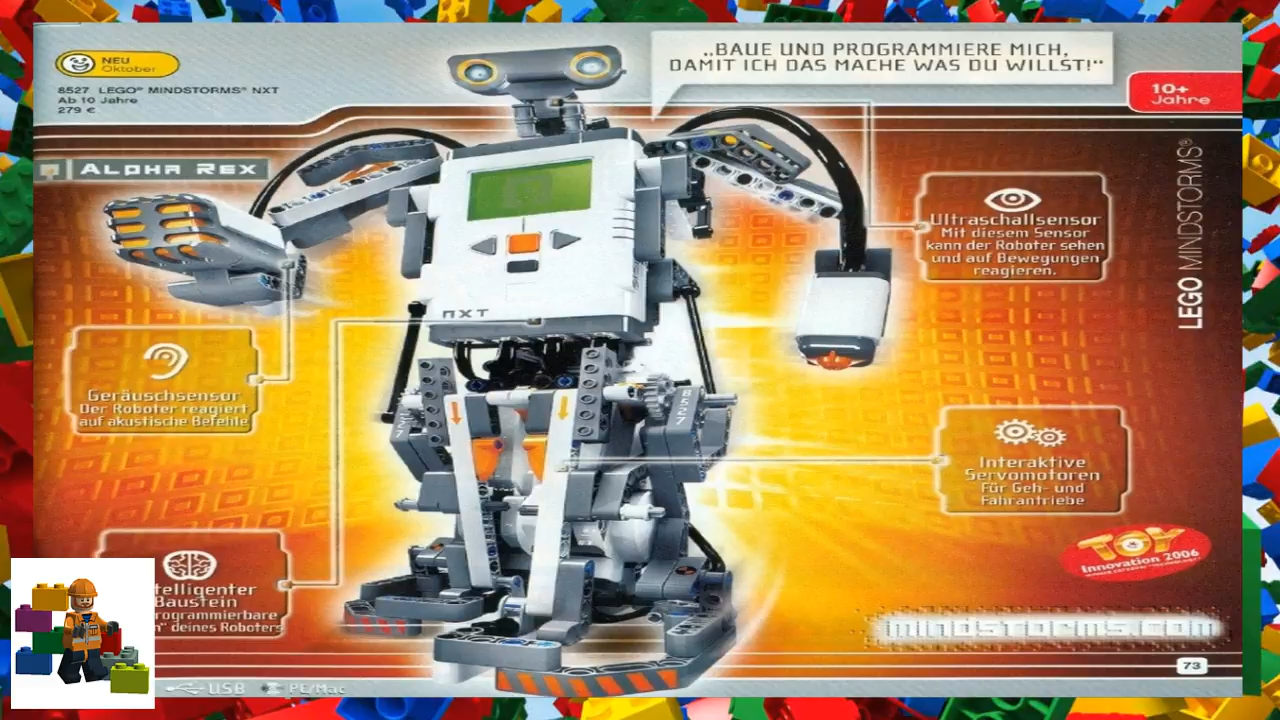 NEU
Oktober
8527 LEGO® MINDSTORMS® NXT
Ab 10 Jahre
279 €
„BAUE UND PROGRAMMIERE MICH,
DAMIT ICH DAS MACHE WAS DU WILLST!“
10+
Jahre
ALPHA REX
LEGO MINDSTORMS®
Ultraschallsensor
Mit diesem Sensor
kann der Roboter sehen
und auf Bewegungen
reagieren.
NXT
Geräuschsensor
Der Roboter reagiert
auf akustische Befehle
8527
Interaktive
Servomotoren
Für Geh- und
Fahrantriebe
TOY
Innovation 2006
telligenter
Baustein
rogrammierbare
n" deines Roboters
mindstorms.com
73
USB PC/Mac